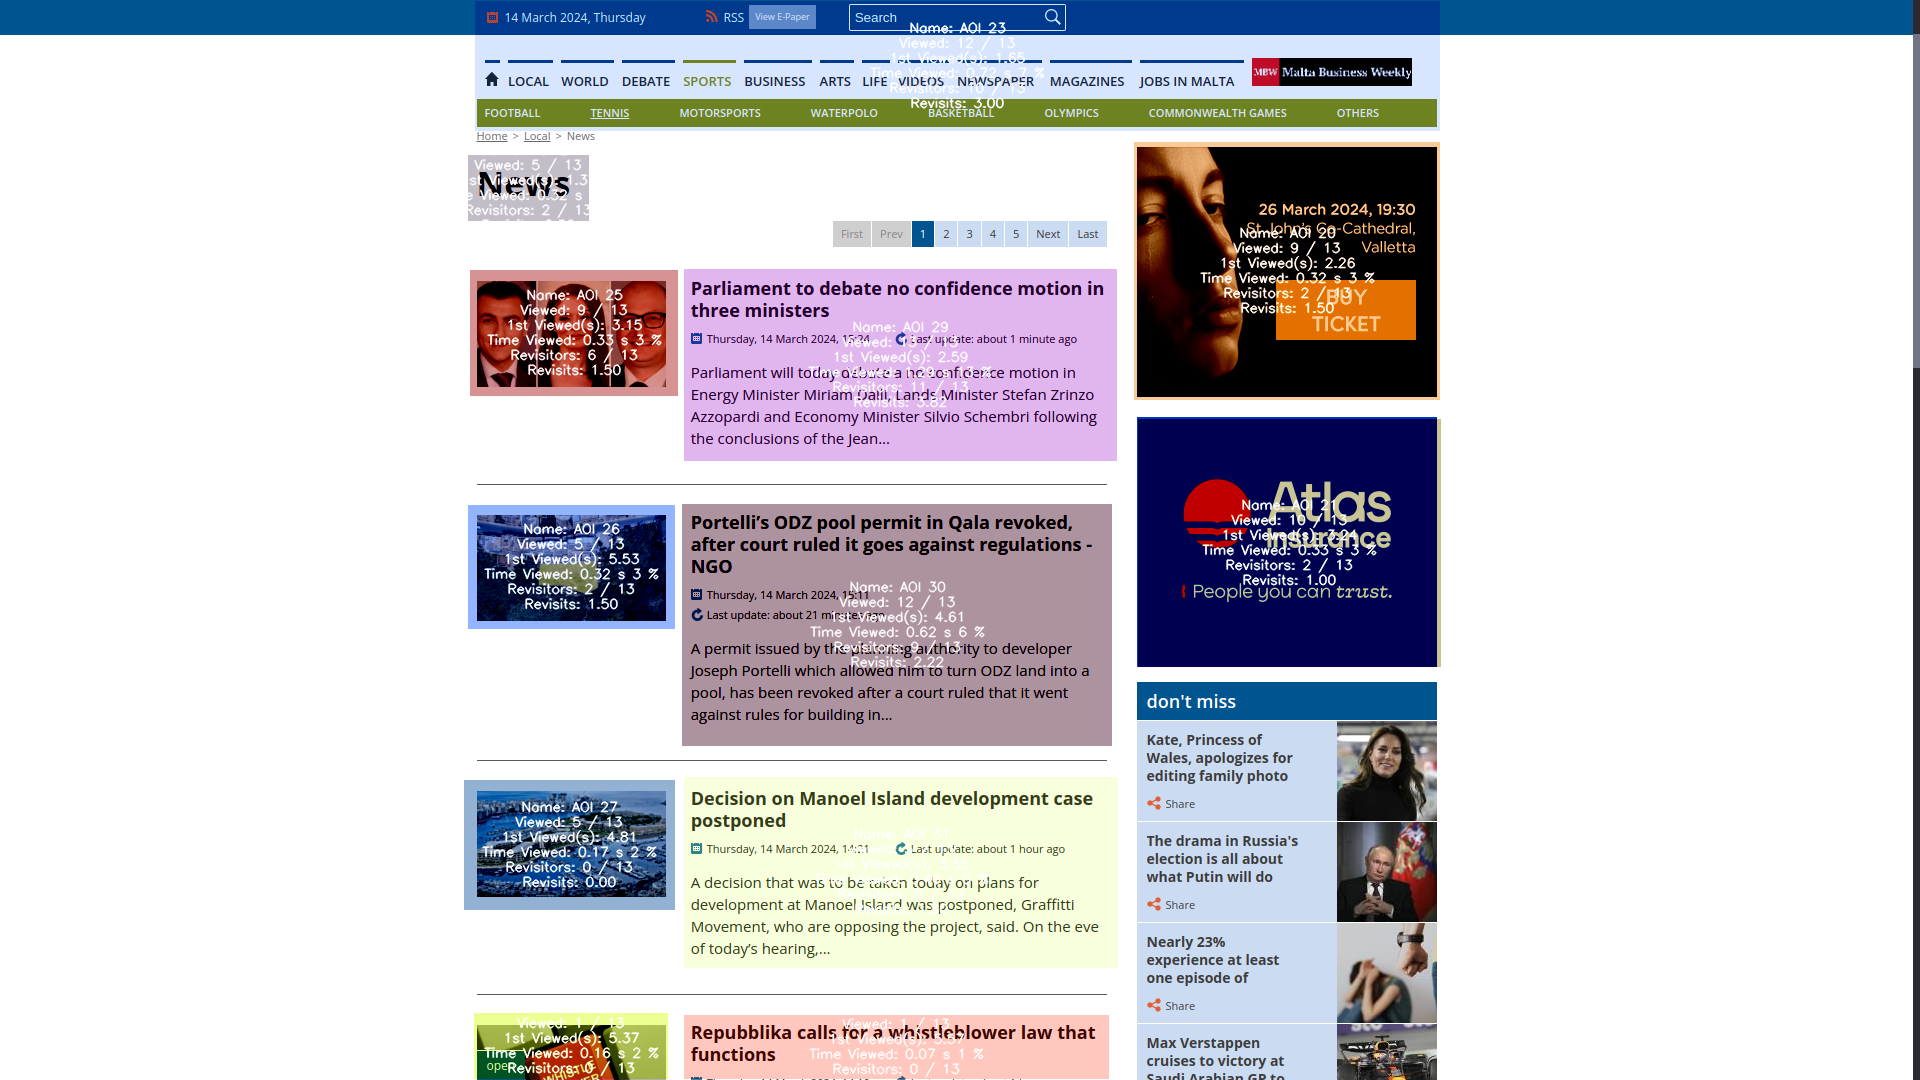 14 March 2024, Thursday
RSS
View E-Paper
Search
Name: AOI 23
Viewed: 12 / 13
1st Viewed(s): 1.65
Time Viewed: 0.72 s 7 %
Revisitors: 10 / 13
Revisits: 3.00
LOCAL WORLD DEBATE SPORTS BUSINESS ARTS LIFE VIDEOS NEWSPAPER MAGAZINES JOBS IN MALTA
MBW Malta Business Weekly
FOOTBALL TENNIS MOTORSPORTS WATERPOLO BASKETBALL OLYMPICS COMMONWEALTH GAMES OTHERS
Home > Local > News
News
Viewed: 5 / 13
Revisitors: 2 / 13
First Prev 1 2 3 4 5 Next Last
Name: AOI 25
Viewed: 9 / 13
1st Viewed(s): 3.15
Time Viewed: 0.33 s 3 %
Revisitors: 6 / 13
Revisits: 1.50
Parliament to debate no confidence motion in
three ministers
Thursday, 14 March 2024, 15:24
Last update: about 1 minute ago
Parliament will today debate a no confidence motion in
Energy Minister Miriam Dalli, Lands Minister Stefan Zrinzo
Azzopardi and Economy Minister Silvio Schembri following
the conclusions of the Jean...
Name: AOI 29
1st Viewed(s): 2.59
Revisitors: 11 / 13
Revisits: 3.82
Name: AOI 26
Viewed: 5 / 13
1st Viewed(s): 5.53
Time Viewed: 0.32 s 3 %
Revisitors: 2 / 13
Revisits: 1.50
Portelli’s ODZ pool permit in Qala revoked,
after court ruled it goes against regulations -
NGO
Thursday, 14 March 2024, 15:11
Last update: about 21 minutes ago
A permit issued by the planning authority to developer
Joseph Portelli which allowed him to turn ODZ land into a
pool, has been revoked after a court ruled that it went
against rules for building in...
Name: AOI 30
Viewed: 12 / 13
1st Viewed(s): 4.61
Time Viewed: 0.62 s 6 %
Revisitors: 9 / 13
Revisits: 2.22
Name: AOI 27
Viewed: 5 / 13
1st Viewed(s): 4.81
Time Viewed: 0.17 s 2 %
Revisitors: 0 / 13
Revisits: 0.00
Decision on Manoel Island development case
postponed
Thursday, 14 March 2024, 14:31
Last update: about 1 hour ago
A decision that was to be taken today on plans for
development at Manoel Island was postponed, Graffitti
Movement, who are opposing the project, said. On the eve
of today’s hearing,...
Viewed: 1 / 13
1st Viewed(s): 5.37
Time Viewed: 0.16 s 2 %
Revisitors: 0 / 13
Repubblika calls for a whistleblower law that
functions
Viewed: 1 / 13
Time Viewed: 0.07 s 1 %
Revisitors: 0 / 13
26 March 2024, 19:30
St John's Co-Cathedral,
Valletta
BUY
TICKET
Name: AOI 20
Viewed: 9 / 13
1st Viewed(s): 2.26
Time Viewed: 0.32 s 3 %
Revisitors: 2 / 13
Revisits: 1.50
Atlas
Insurance
People you can trust.
Name: AOI 21
Viewed: 10 / 13
1st Viewed(s): 3.24
Time Viewed: 0.33 s 3 %
Revisitors: 2 / 13
Revisits: 1.00
don't miss
Kate, Princess of
Wales, apologizes for
editing family photo
Share
The drama in Russia's
election is all about
what Putin will do
Share
Nearly 23%
experience at least
one episode of
Share
Max Verstappen
cruises to victory at
Saudi Arabian GP to